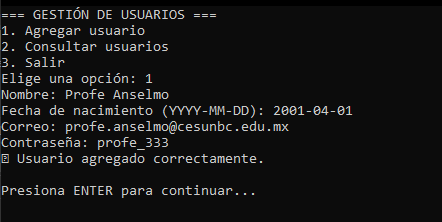 === GESTIÓN DE USUARIOS ===
1. Agregar usuario
2. Consultar usuarios
3. Salir
Elige una opción: 1
Nombre: Profe Anselmo
Fecha de nacimiento (YYYY-MM-DD): 2001-04-01
Correo: profe.anselmo@cesunbc.edu.mx
Contraseña: profe_333
⍰ Usuario agregado correctamente.
Presiona ENTER para continuar...